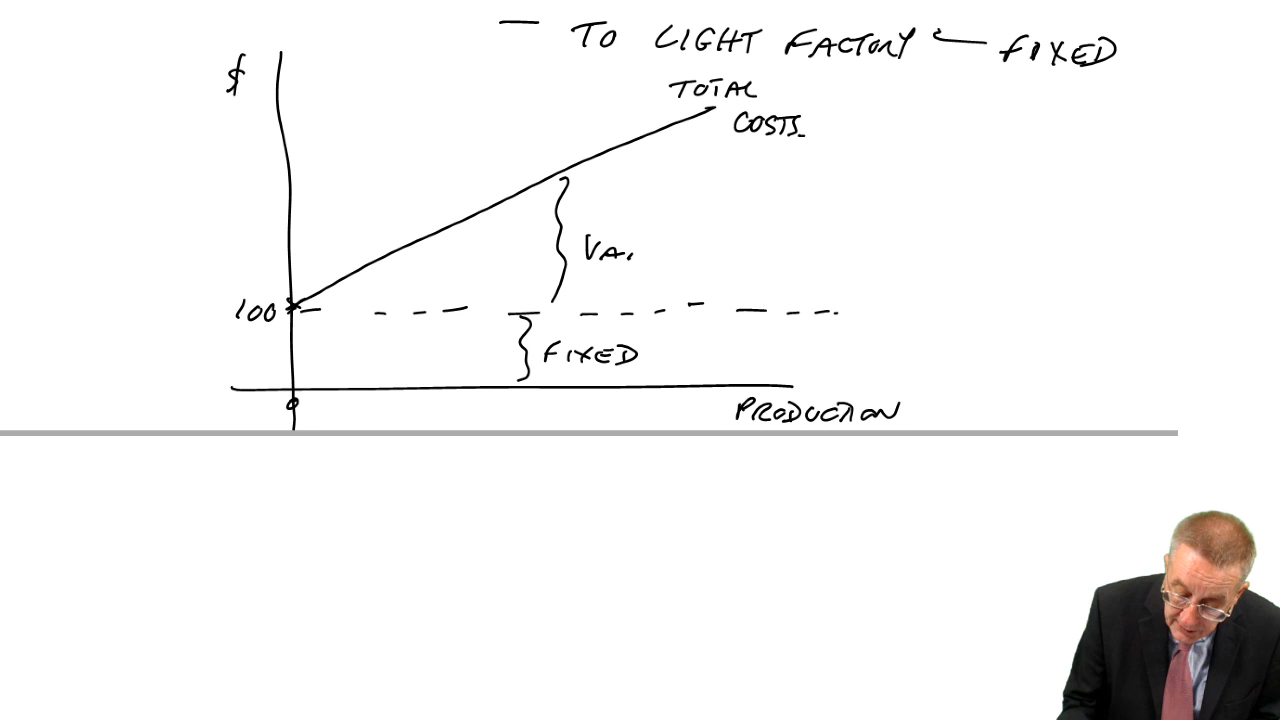 — TO LIGHT FACTORY ← FIXED
$
TOTAL
COSTS.
VA.
100
FIXED
0
PRODUCTION